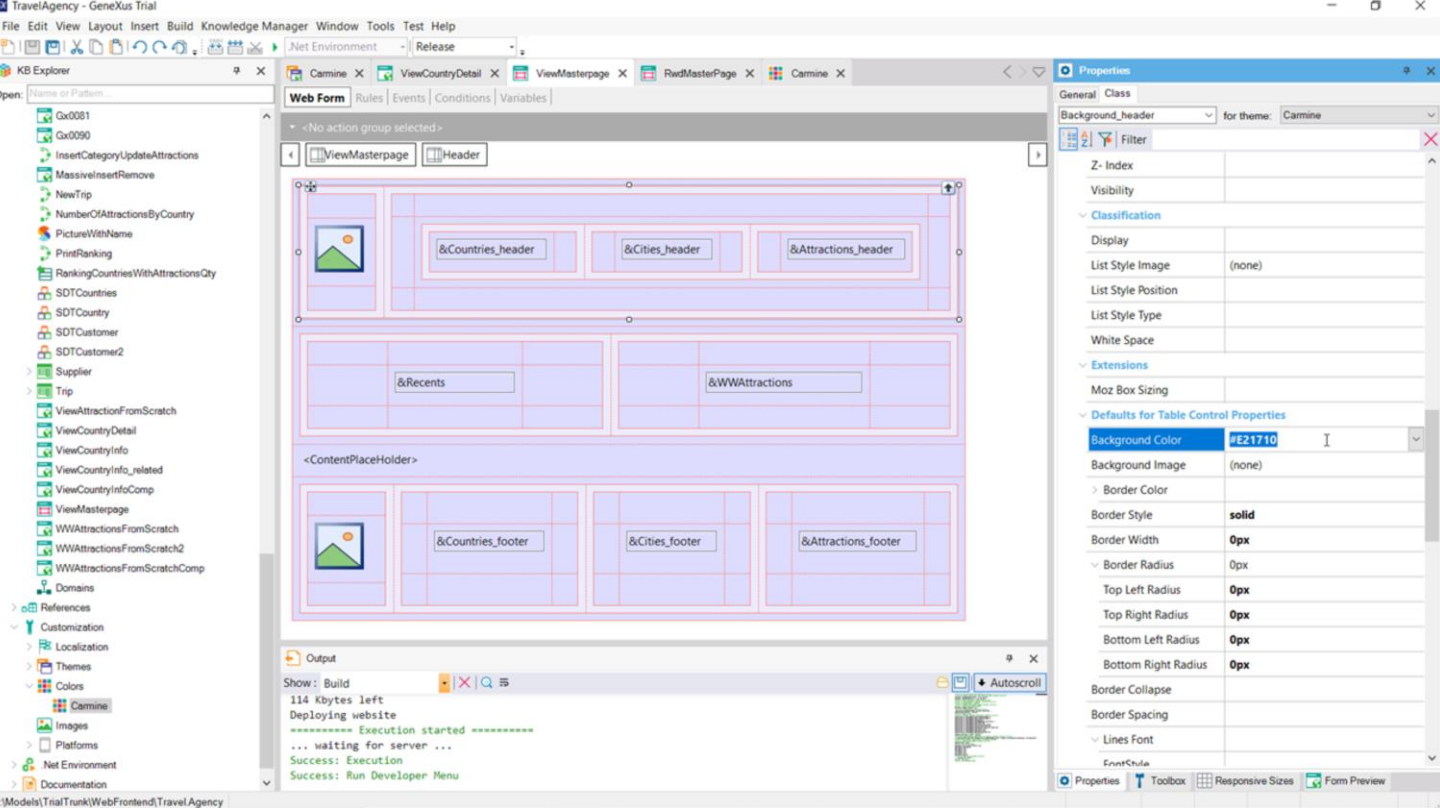 TravelAgency - GeneXus Trial
File Edit View Layout Insert Build Knowledge Manager Window Tools Test Help
.Net Environment Release
KB Explorer
Open: Name or Pattern...
Gx0081
Gx0090
InsertCategoryUpdateAttractions
MassiveInsertRemove
NewTrip
NumberOfAttractionsByCountry
PictureWithName
PrintRanking
RankingCountriesWithAttractionsQty
SDTCountries
SDTCountry
SDTCustomer
SDTCustomer2
Supplier
Trip
ViewAttractionFromScratch
ViewCountryDetail
ViewCountryInfo
ViewCountryInfo_related
ViewCountryInfoComp
ViewMasterpage
WWAttractionsFromScratch
WWAttractionsFromScratch2
WWAttractionsFromScratchComp
Domains
References
Customization
Localization
Themes
Colors
Carmine
Images
Platforms
.Net Environment
Documentation
:\Models\TrialTrunk\WebFrontend\Travel.Agency
Carmine ViewCountryDetail ViewMasterpage RwdMasterPage Carmine
Web Form Rules Events Conditions Variables
<No action group selected>
ViewMasterpage Header
&Countries_header &Cities_header &Attractions_header
&Recents &WWAttractions
<ContentPlaceHolder>
&Countries_footer &Cities_footer &Attractions_footer
Output
Show: Build Autoscroll
114 Kbytes left
Deploying website
========== Execution started ==========
... waiting for server ...
Success: Execution
Success: Run Developer Menu
Properties
General Class
Background_header for theme: Carmine
Filter
Z- Index
Visibility
Classification
Display
List Style Image (none)
List Style Position
List Style Type
White Space
Extensions
Moz Box Sizing
Defaults for Table Control Properties
Background Color #E21710
Background Image (none)
Border Color
Border Style solid
Border Width 0px
Border Radius 0px
Top Left Radius 0px
Top Right Radius 0px
Bottom Left Radius 0px
Bottom Right Radius 0px
Border Collapse
Border Spacing
Lines Font
FontStyle
Properties Toolbox Responsive Sizes Form Preview